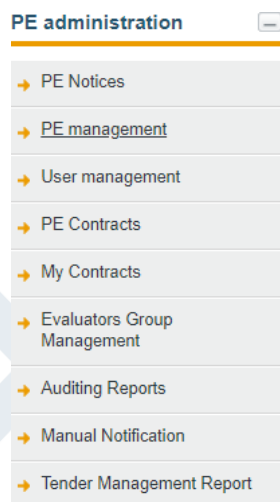 PE administration
PE Notices
PE management
User management
PE Contracts
My Contracts
Evaluators Group
Management
Auditing Reports
Manual Notification
Tender Management Report